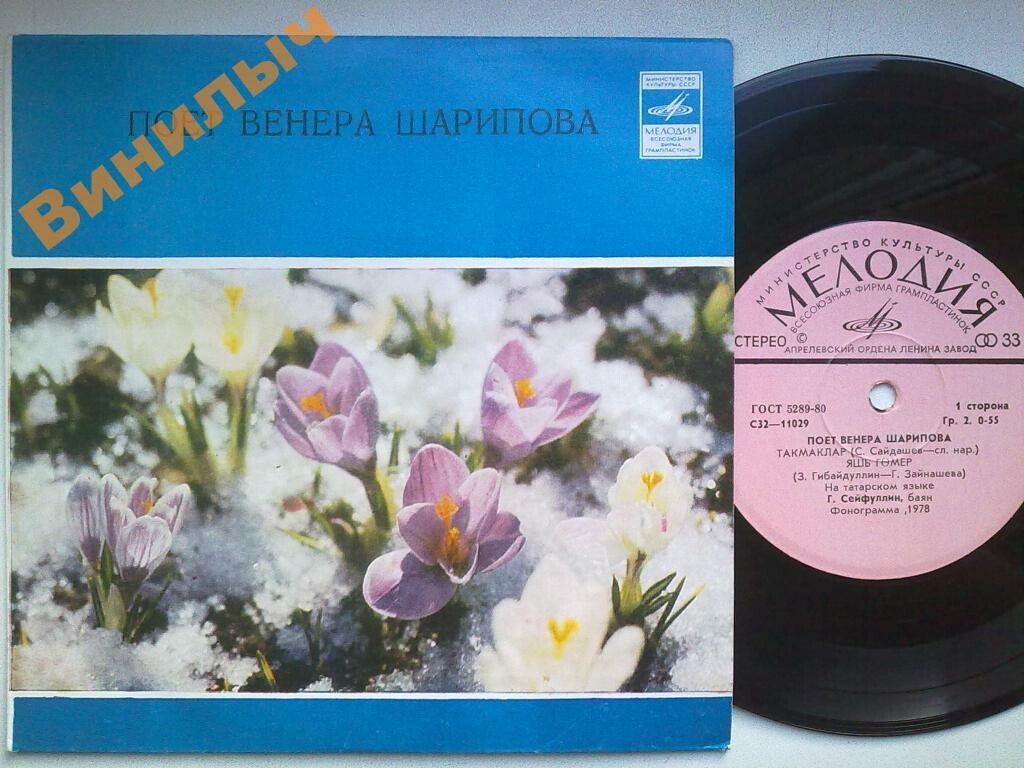 Винилыч
ПОЕТ ВЕНЕРА ШАРИПОВА
МИНИСТЕРСТВО
КУЛЬТУРЫ СССР
МЕЛОДИЯ
ВСЕСОЮЗНАЯ
ФИРМА
ГРАМПЛАСТИНОК
МИНИСТЕРСТВО КУЛЬТУРЫ СССР
МЕЛОДИЯ
ВСЕСОЮЗНАЯ ФИРМА ГРАМПЛАСТИНОК
СТЕРЕО © 33
АПРЕЛЕВСКИЙ ОРДЕНА ЛЕНИНА ЗАВОД
ГОСТ 5289-80 1 сторона
С32—11029 Гр. 2. 0-55
ПОЕТ ВЕНЕРА ШАРИПОВА
ТАКМАКЛАР (С. Сайдашев—сл. нар.)
ЯШЬ ГОМЕР
(З. Гибайдуллин—Г. Зайнашева)
На татарском языке
Г. Сейфуллин, баян
Фонограмма ,1978